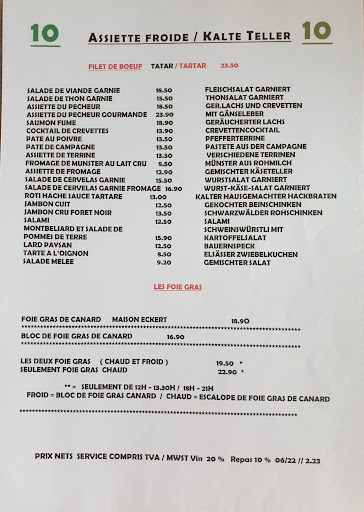 10 ASSIETTE FROIDE / KALTE TELLER 10
FILET DE BOEUF TATAR / TARTAR 23.50
SALADE DE VIANDE GARNIE 18.50 FLEISCHSALAT GARNIERT
SALADE DE THON GARNIE 15.50 THONSALAT GARNIERT
ASSIETTE DU PECHEUR 18.50 GER.LACHS UND CREVETTEN
ASSIETTE DU PECHEUR GOURMANDE 23.90 MIT GÄNSELEBER
SAUMON FUME 18.90 GERÄUCHERTER LACHS
COCKTAIL DE CREVETTES 13.90 CREVETTENCOCKTAIL
PATE AU POIVRE 13.50 PFEFFERTERRINE
PATE DE CAMPAGNE 13.50 PASTETE AUS DER CAMPAGNE
ASSIETTE DE TERRINE 13.50 VERSCHIEDENE TERRINEN
FROMAGE DE MUNSTER AU LAIT CRU 8.50 MÜNSTER AUS ROHMILCH
ASSIETTE DE FROMAGE 12.90 GEMISCHTER KÄSETELLER
SALADE DE CERVELAS GARNIE 15.50 WURSTSALAT GARNIERT
SALADE DE CERVELAS GARNIE FROMAGE 16.90 WURST-KÄSE-SALAT GARNIERT
ROTI HACHE SAUCE TARTARE 13.00 KALTER HAUSGEMACHTER HACKBRATEN
JAMBON CUIT 12.50 GEKOCHTER BEINSCHINKEN
JAMBON CRU FORET NOIR 13.50 SCHWARZWÄLDER ROHSCHINKEN
SALAMI 12.50 SALAMI
MONTBELIARD ET SALADE DE SCHWEINSWÜRSTLI MIT
POMMES DE TERRE 15.90 KARTOFFELSALAT
LARD PAYSAN 12.50 BAUERNSPECK
TARTE A L'OIGNON 8.50 ELSÄSSER ZWIEBELKUCHEN
SALADE MELEE 9.20 GEMISCHTER SALAT
LES FOIE GRAS
FOIE GRAS DE CANARD MAISON ECKERT 18.90
BLOC DE FOIE GRAS DE CANARD 16.90
LES DEUX FOIE GRAS ( CHAUD ET FROID ) 19.50 *
SEULEMENT FOIE GRAS CHAUD 22.90 *
** = SEULEMENT DE 12H - 13.30H / 18H - 21H
FROID = BLOC DE FOIE GRAS DE CANARD / CHAUD = ESCALOPE DE FOIE GRAS DE CANARD
PRIX NETS SERVICE COMPRIS TVA / MWST Vin 20 % Repas 10 % 06/22 // 2.23